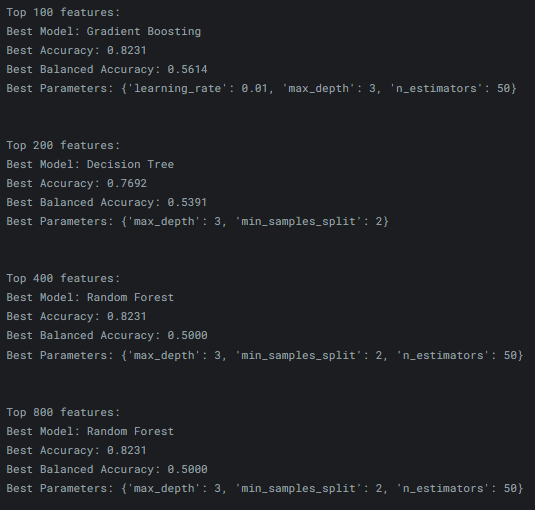 Top 100 features:
Best Model: Gradient Boosting
Best Accuracy: 0.8231
Best Balanced Accuracy: 0.5614
Best Parameters: {'learning_rate': 0.01, 'max_depth': 3, 'n_estimators': 50}
Top 200 features:
Best Model: Decision Tree
Best Accuracy: 0.7692
Best Balanced Accuracy: 0.5391
Best Parameters: {'max_depth': 3, 'min_samples_split': 2}
Top 400 features:
Best Model: Random Forest
Best Accuracy: 0.8231
Best Balanced Accuracy: 0.5000
Best Parameters: {'max_depth': 3, 'min_samples_split': 2, 'n_estimators': 50}
Top 800 features:
Best Model: Random Forest
Best Accuracy: 0.8231
Best Balanced Accuracy: 0.5000
Best Parameters: {'max_depth': 3, 'min_samples_split': 2, 'n_estimators': 50}